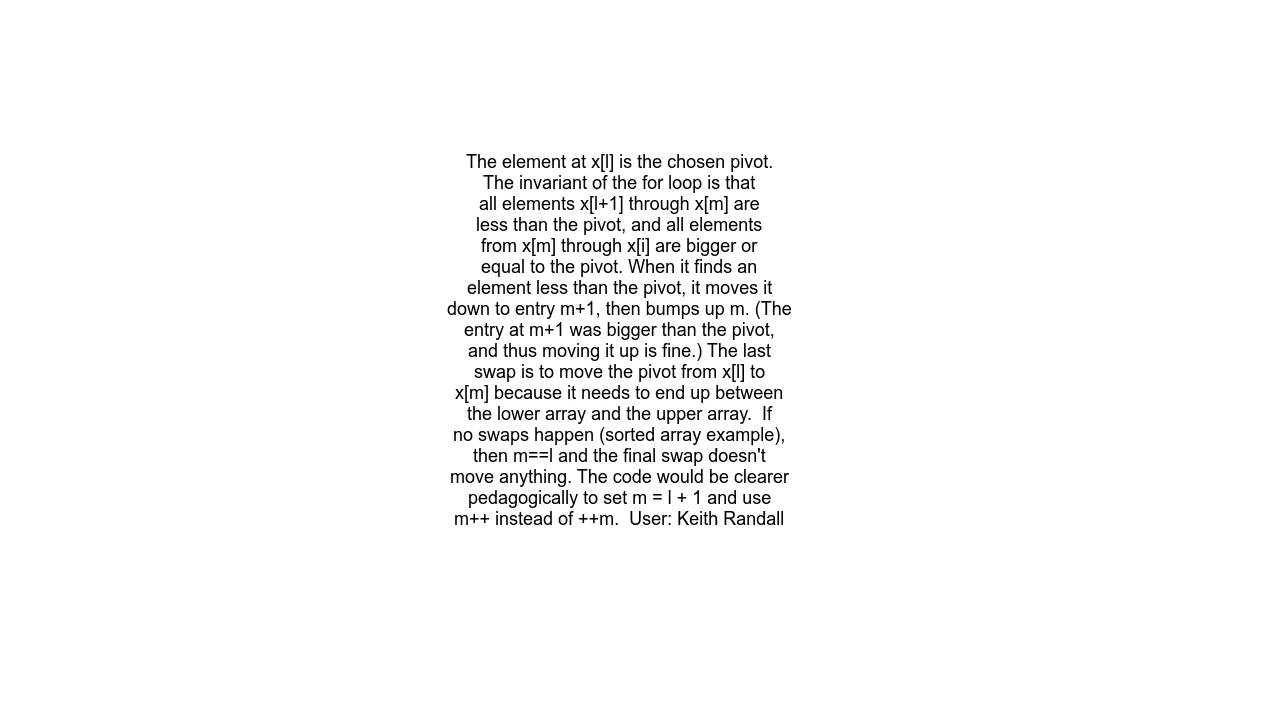 The element at x[l] is the chosen pivot.
The invariant of the for loop is that
all elements x[l+1] through x[m] are
less than the pivot, and all elements
from x[m] through x[i] are bigger or
equal to the pivot. When it finds an
element less than the pivot, it moves it
down to entry m+1, then bumps up m. (The
entry at m+1 was bigger than the pivot,
and thus moving it up is fine.) The last
swap is to move the pivot from x[l] to
x[m] because it needs to end up between
the lower array and the upper array.  If
no swaps happen (sorted array example),
then m==l and the final swap doesn't
move anything. The code would be clearer
pedagogically to set m = l + 1 and use
m++ instead of ++m.  User: Keith Randall